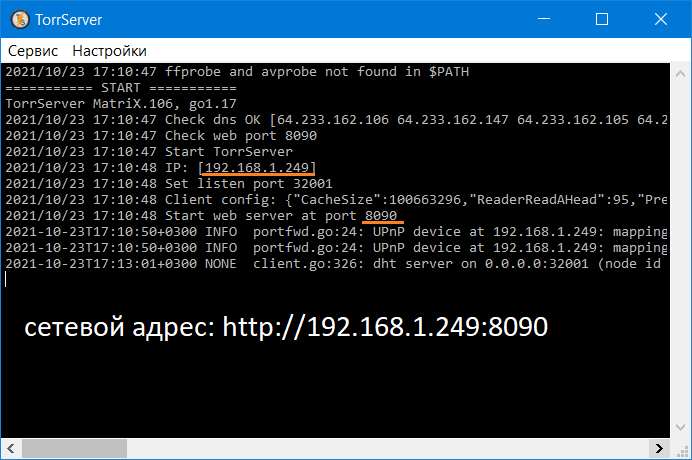 TorrServer
Сервис Настройки
2021/10/23 17:10:47 ffprobe and avprobe not found in $PATH
=========== START ===========
TorrServer MatriX.106, go1.17
2021/10/23 17:10:47 Check dns OK [64.233.162.106 64.233.162.147 64.233.162.105 64.2
2021/10/23 17:10:47 Check web port 8090
2021/10/23 17:10:47 Start TorrServer
2021/10/23 17:10:48 IP: [192.168.1.249]
2021/10/23 17:10:48 Set listen port 32001
2021/10/23 17:10:48 Client config: {"CacheSize":100663296,"ReaderReadAHead":95,"Pre
2021/10/23 17:10:48 Start web server at port 8090
2021-10-23T17:10:50+0300 INFO  portfwd.go:24: UPnP device at 192.168.1.249: mapping
2021-10-23T17:10:50+0300 INFO  portfwd.go:24: UPnP device at 192.168.1.249: mapping
2021-10-23T17:13:01+0300 NONE  client.go:326: dht server on 0.0.0.0:32001 (node id
сетевой адрес: http://192.168.1.249:8090